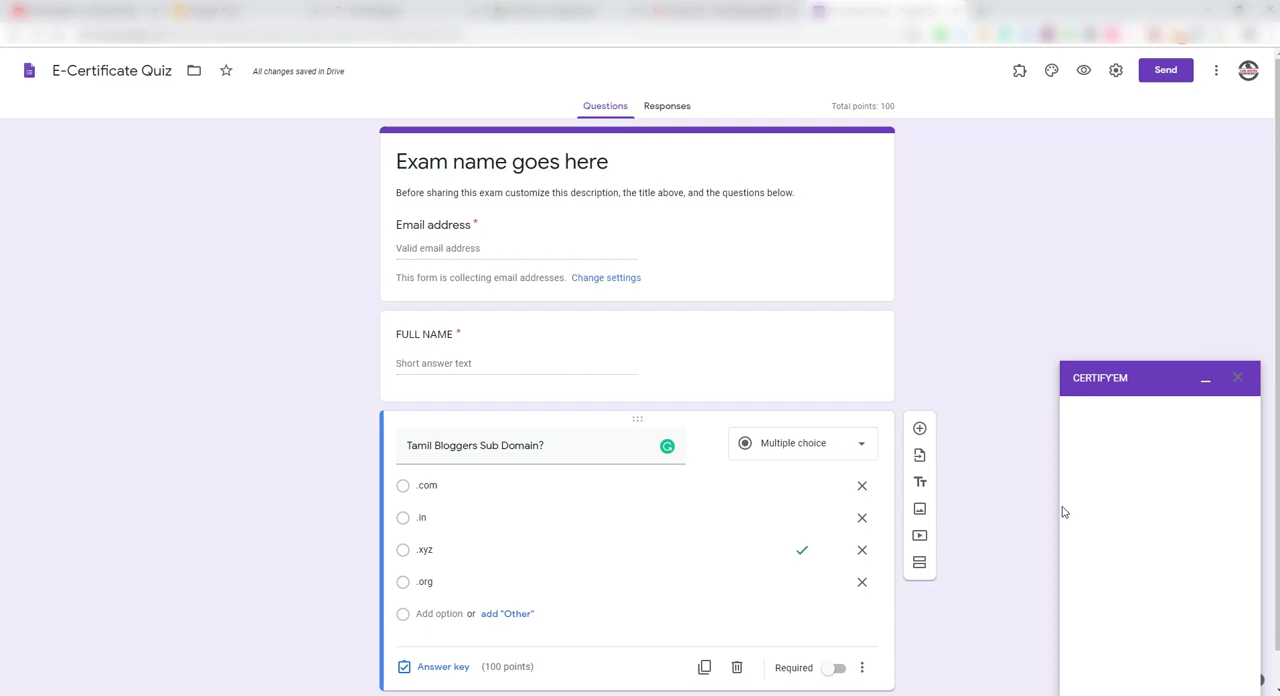 E-Certificate Quiz
All changes saved in Drive
Send
Questions
Responses
Total points: 100
Exam name goes here
Before sharing this exam customize this description, the title above, and the questions below.
Email address *
Valid email address
This form is collecting email addresses. Change settings
FULL NAME *
Short answer text
CERTIFY'EM
Tamil Bloggers Sub Domain?
Multiple choice
.com
.in
.xyz
.org
Add option or add "Other"
Answer key (100 points)
Required